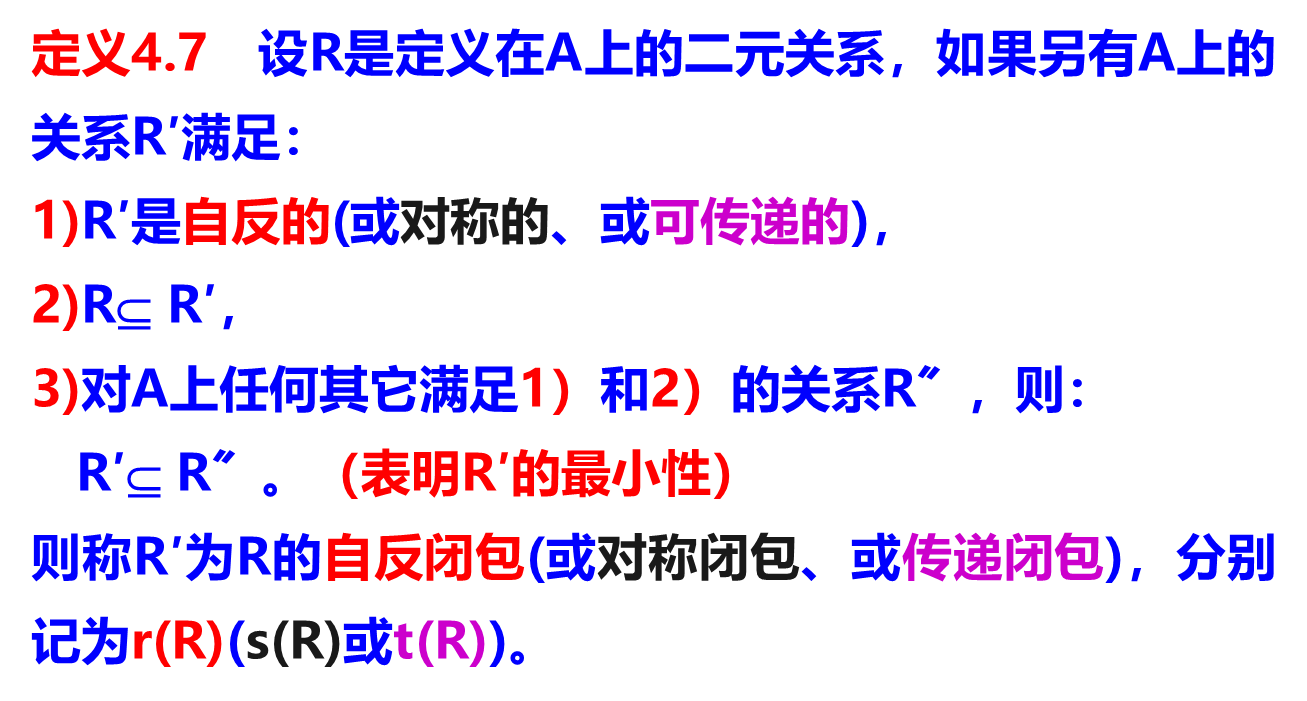 定义4.7 设R是定义在A上的二元关系，如果另有A上的
关系R′满足：
1)R′是自反的(或对称的、或可传递的)，
2)R⊆ R′，
3)对A上任何其它满足1）和2）的关系R″，则：
R′⊆ R″。（表明R′的最小性）
则称R′为R的自反闭包(或对称闭包、或传递闭包)，分别
记为r(R)(s(R)或t(R))。